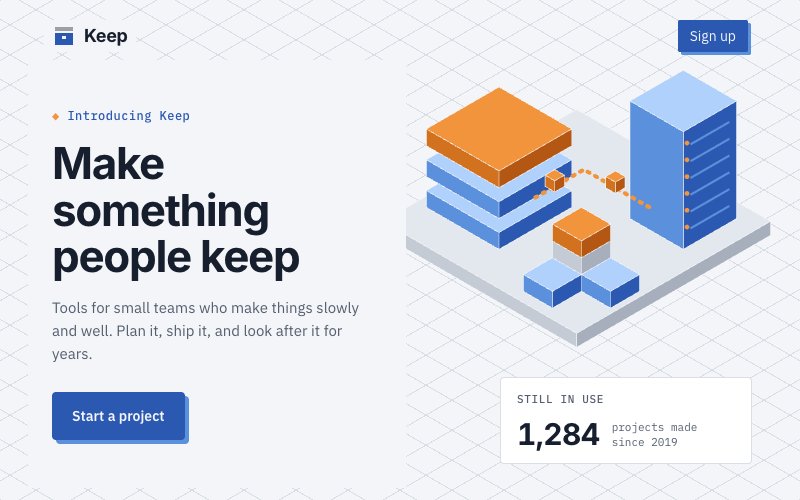 Keep
Sign up
Introducing Keep
Make
something
people keep
Tools for small teams who make things slowly
and well. Plan it, ship it, and look after it for
years.
Start a project
STILL IN USE
1,284
projects made
since 2019